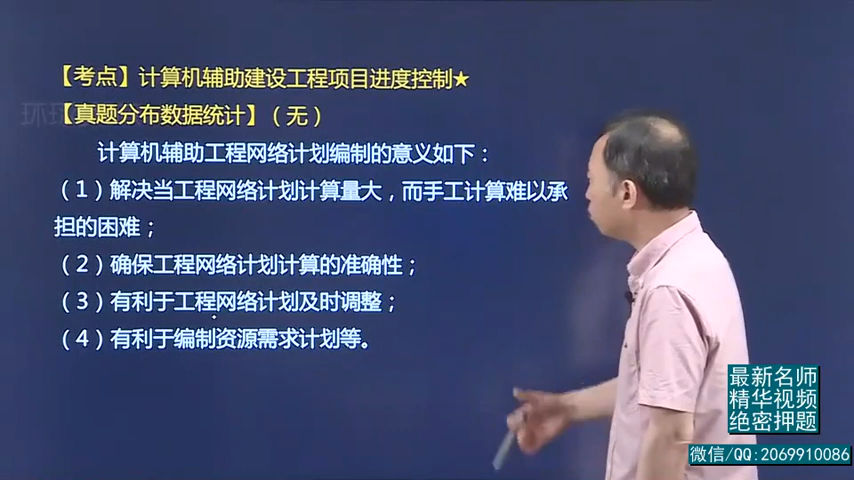 【考点】计算机辅助建设工程项目进度控制★
【真题分布数据统计】（无）
计算机辅助工程网络计划编制的意义如下：
（1）解决当工程网络计划计算量大，而手工计算难以承
担的困难；
（2）确保工程网络计划计算的准确性；
（3）有利于工程网络计划及时调整；
（4）有利于编制资源需求计划等。
最新名师
精华视频
绝密押题
微信/QQ:2069910086